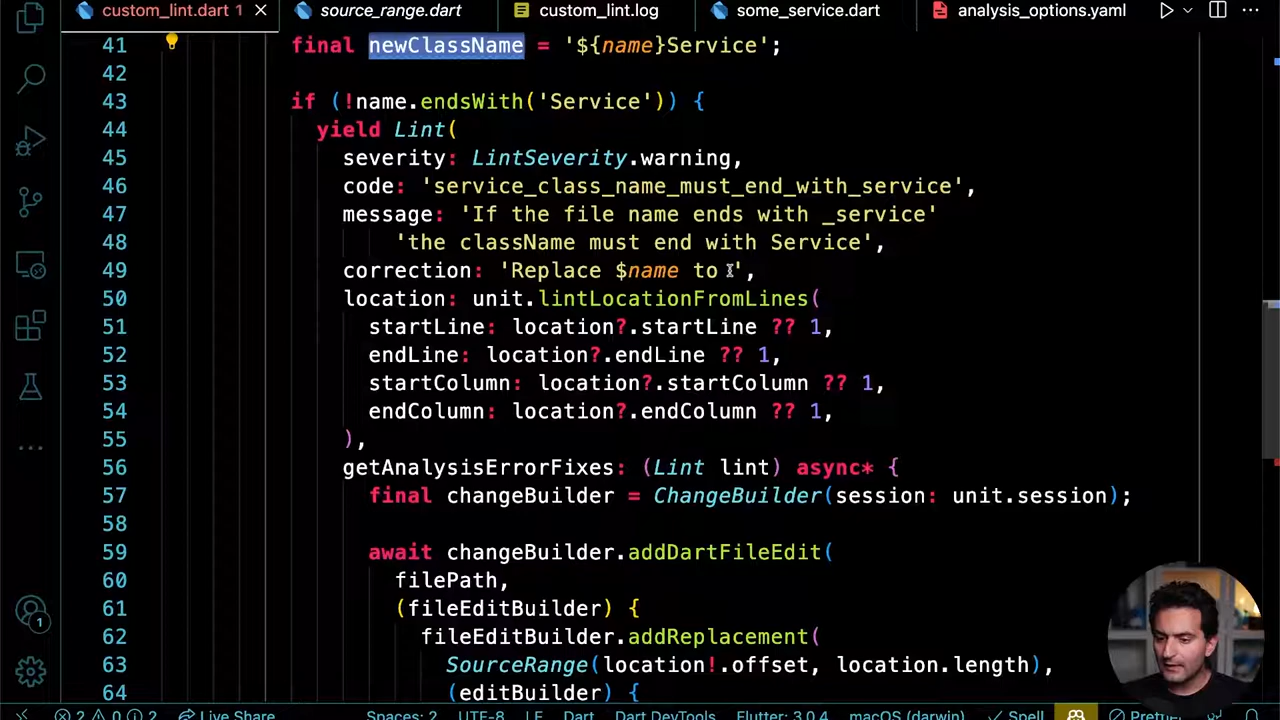 custom_lint.dart 1 source_range.dart custom_lint.log some_service.dart analysis_options.yaml
41 final newClassName = '${name}Service';
42
43 if (!name.endsWith('Service')) {
44 yield Lint(
45 severity: LintSeverity.warning,
46 code: 'service_class_name_must_end_with_service',
47 message: 'If the file name ends with _service'
48 'the className must end with Service',
49 correction: 'Replace $name to ',
50 location: unit.lintLocationFromLines(
51 startLine: location?.startLine ?? 1,
52 endLine: location?.endLine ?? 1,
53 startColumn: location?.startColumn ?? 1,
54 endColumn: location?.endColumn ?? 1,
55 ),
56 getAnalysisErrorFixes: (Lint lint) async* {
57 final changeBuilder = ChangeBuilder(session: unit.session);
58
59 await changeBuilder.addDartFileEdit(
60 filePath,
61 (fileEditBuilder) {
62 fileEditBuilder.addReplacement(
63 SourceRange(location!.offset, location.length),
64 (editBuilder) {
1
2 0 2 Live Share Spaces: 2 UTF-8 LF Dart Dart DevTools Flutter: 3.0.4 macOS (darwin) Spell